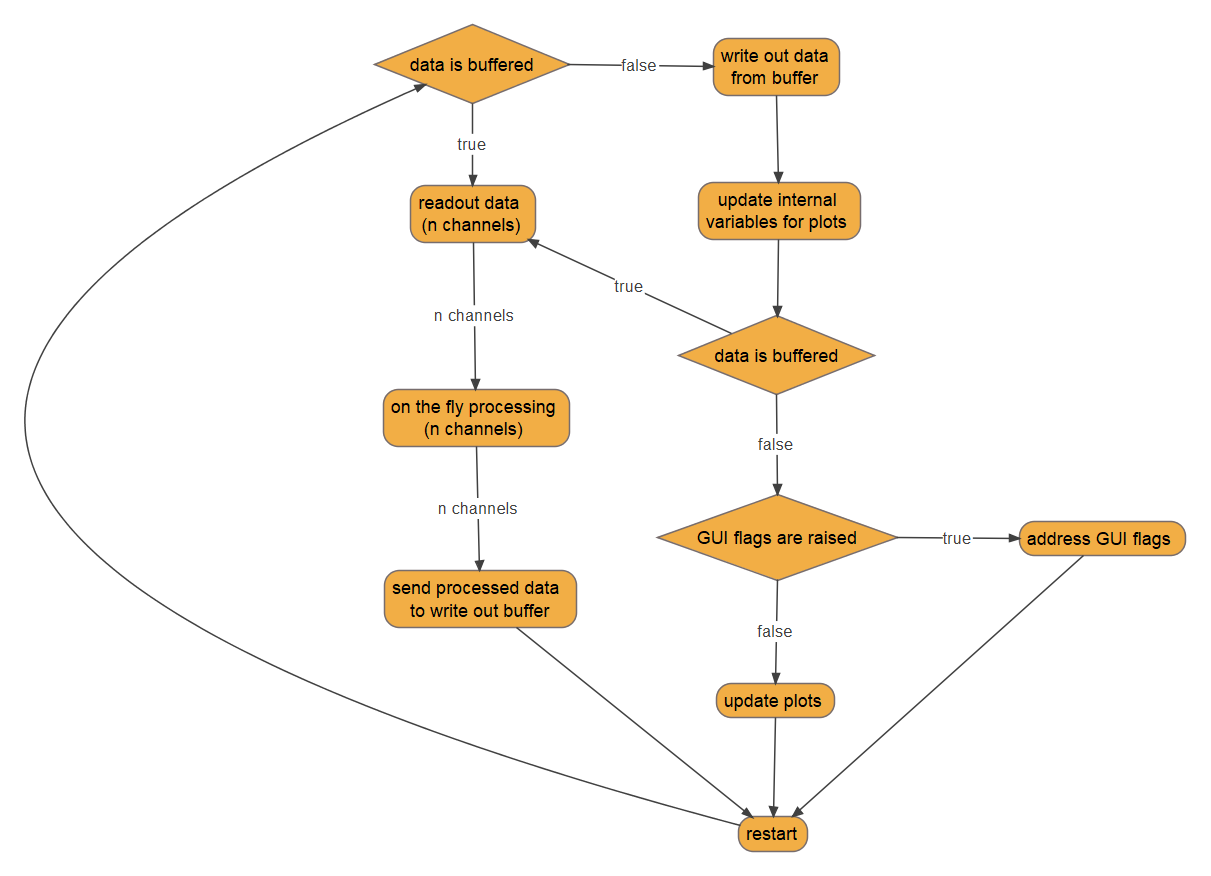 data is buffered
false
write out data
from buffer
true
readout data
(n channels)
update internal
variables for plots
true
n channels
data is buffered
on the fly processing
(n channels)
false
n channels
GUI flags are raised
true
address GUI flags
send processed data
to write out buffer
false
update plots
restart